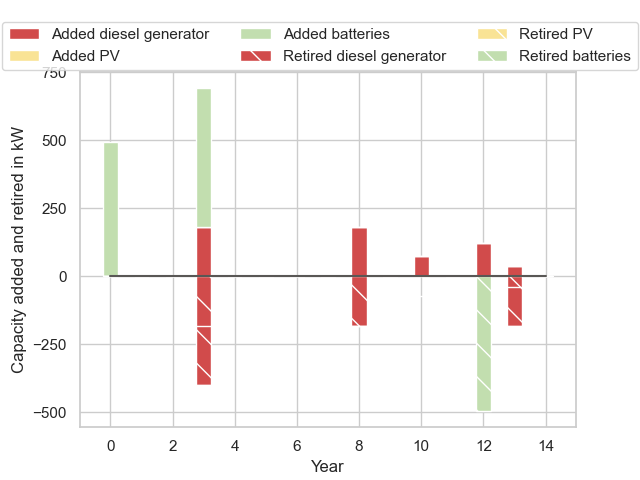 Added diesel generator Added batteries Retired PV
Added PV Retired diesel generator Retired batteries
750
500
250
0
−250
−500
Capacity added and retired in kW
0 2 4 6 8 10 12 14
Year